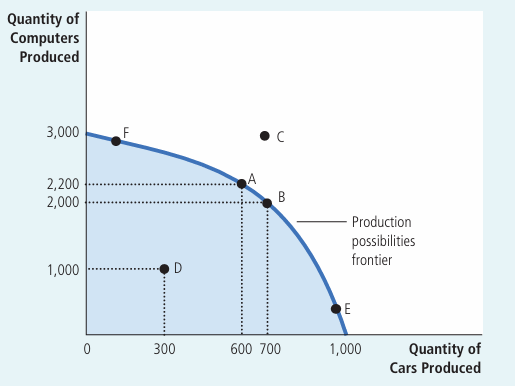 Quantity of
Computers
Produced
3,000
F
C
2,200
A
2,000
B
Production
possibilities
frontier
1,000
D
E
0
300
600
700
1,000
Quantity of
Cars Produced